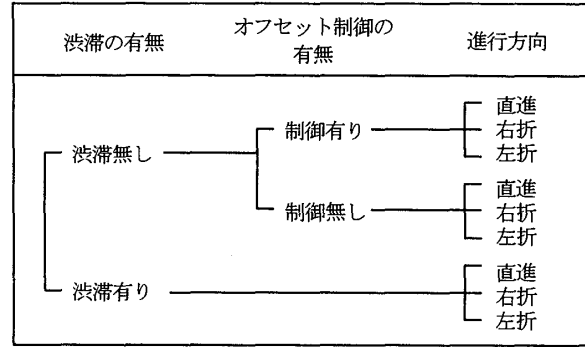 渋滞の有無
オフセット制御の
有無
進行方向
渋滞無し
制御有り
直進
右折
左折
制御無し
直進
右折
左折
渋滞有り
直進
右折
左折